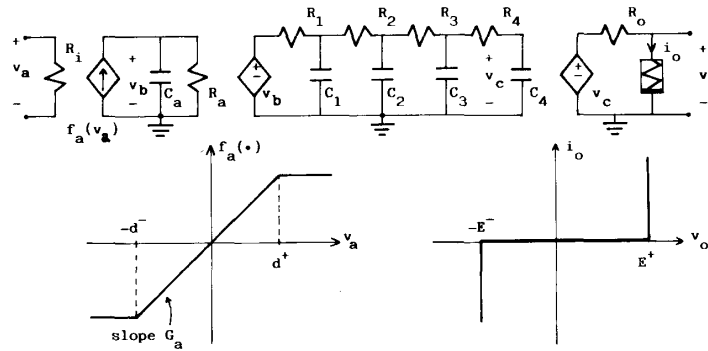 + v_a −
R_i
f_a(v_a)
+ v_b −
C_a
R_a
R_1 R_2 R_3 R_4
+ − v_b
C_1 C_2 C_3 + v_c − C_4
R_o
i_o
+ − v_c
+ v −
f_a(•)
-d^-
d^+
v_a
slope G_a
i_o
-E^-
E^+
v_o